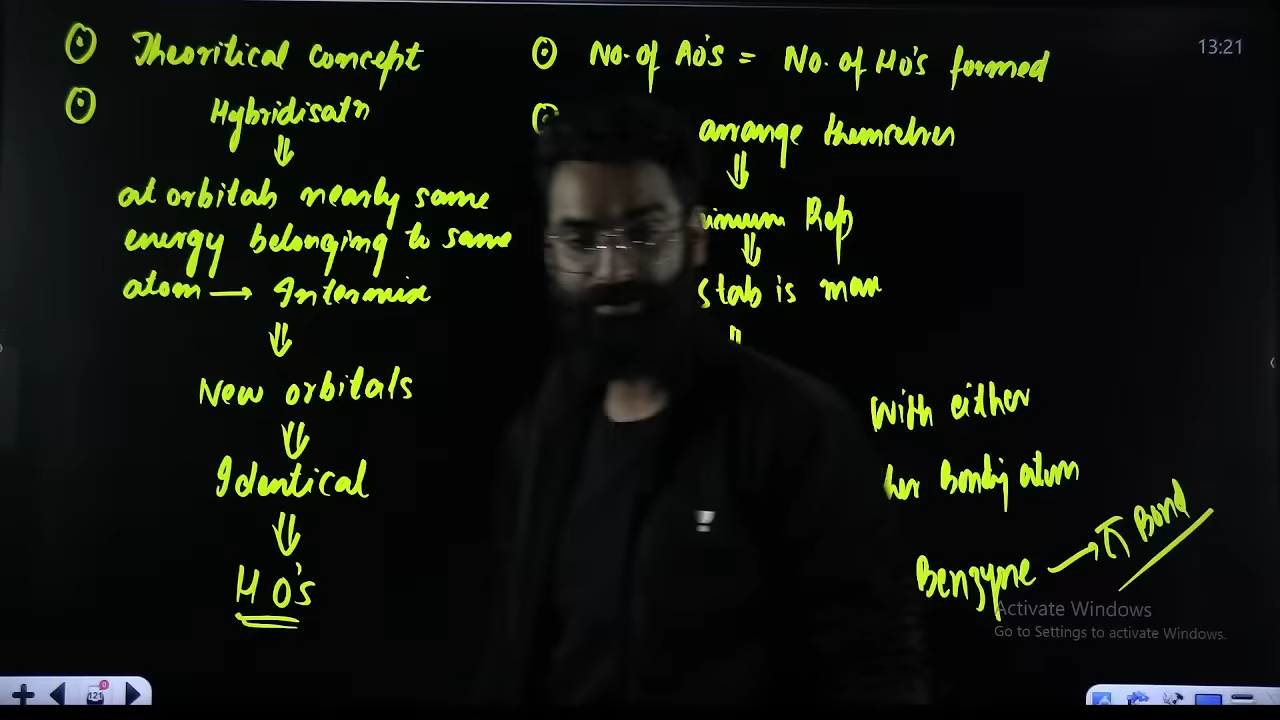 Theoritical concept
Hybridisatn
at orbitals nearly same
energy belonging to same
atom → Intermix
New orbitals
Identical
HO's
No. of AO's = No. of HO's formed
arrange themselves
Rep
stab is max
with either
Bonding atom
Benzyne → π Bond
13:21
Activate Windows
Go to Settings to activate Windows.
121